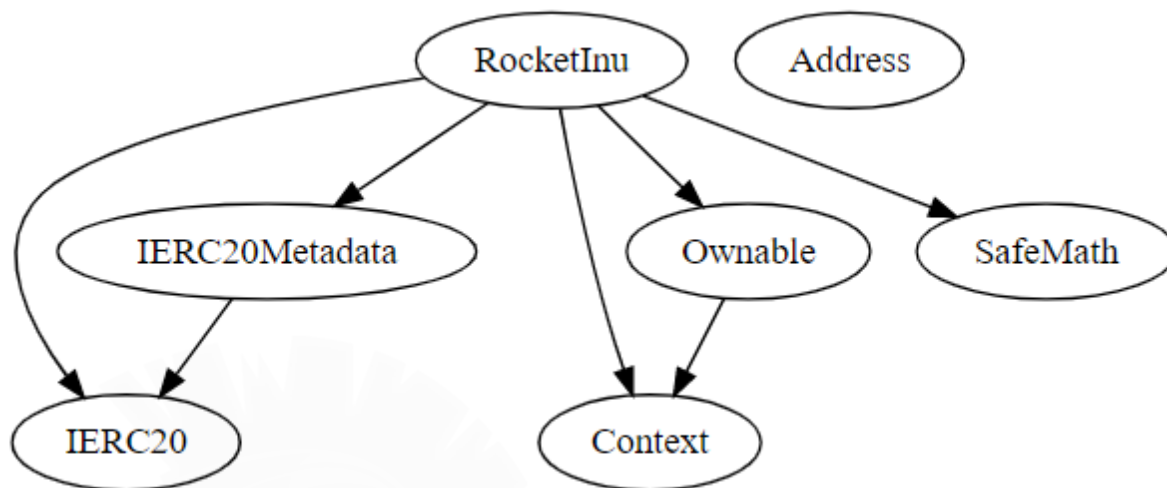 RocketInu
Address
IERC20Metadata
Ownable
SafeMath
IERC20
Context